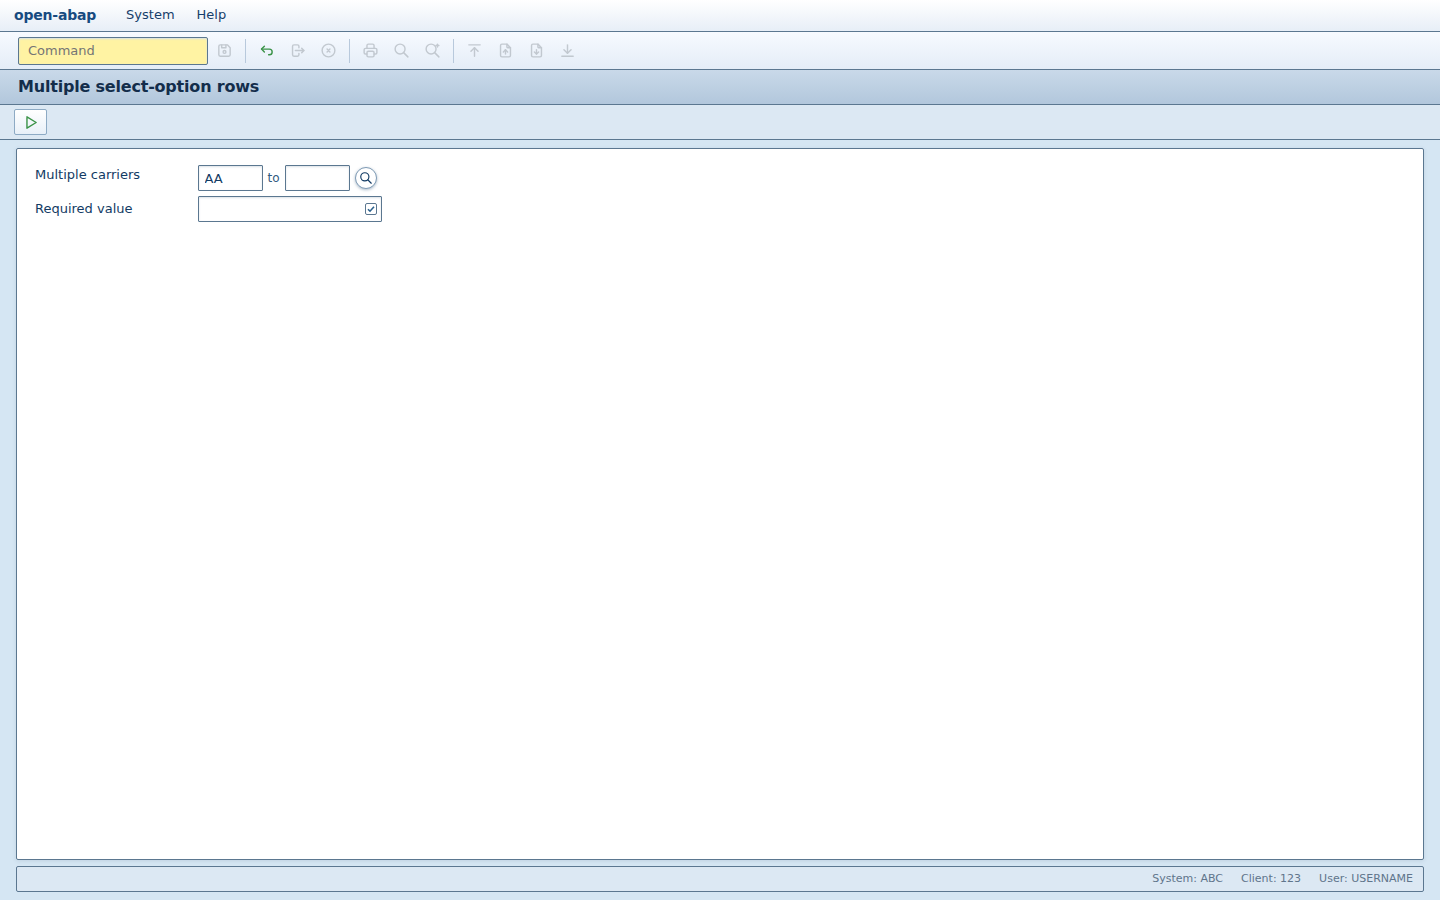 open-abap System Help
Command
Multiple select-option rows
Multiple carriers AA to
Required value
System: ABC Client: 123 User: USERNAME